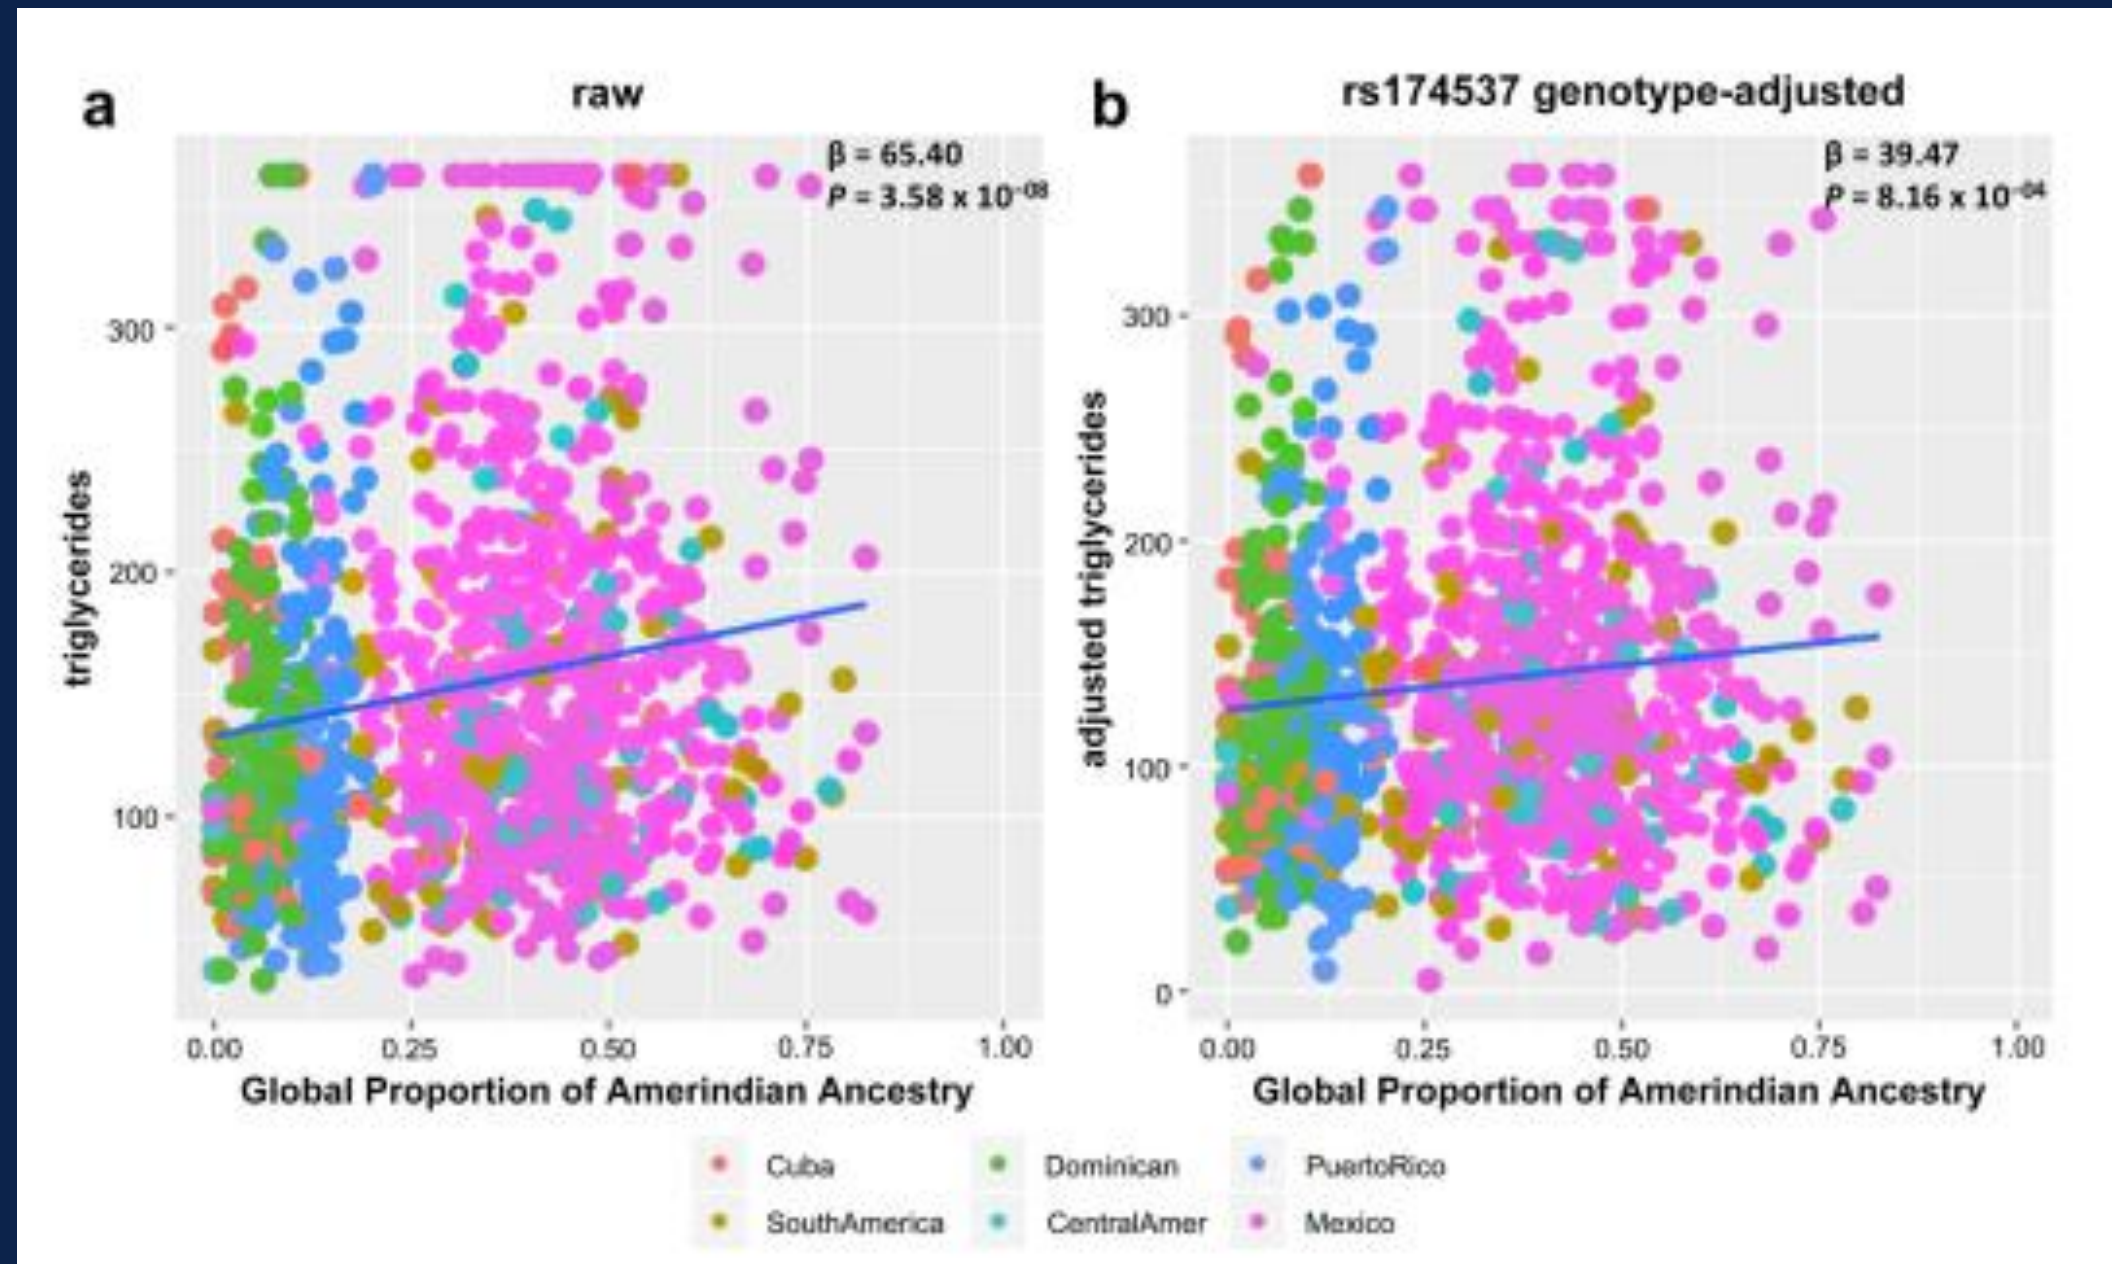 a
raw
β = 65.40
P = 3.58 x 10⁻⁰⁸
triglycerides
300
200
100
0.00 0.25 0.50 0.75 1.00
Global Proportion of Amerindian Ancestry
b
rs174537 genotype-adjusted
β = 39.47
P = 8.16 x 10⁻⁰⁴
adjusted triglycerides
300
200
100
0
0.00 0.25 0.50 0.75 1.00
Global Proportion of Amerindian Ancestry
Cuba Dominican PuertoRico
SouthAmerica CentralAmer Mexico